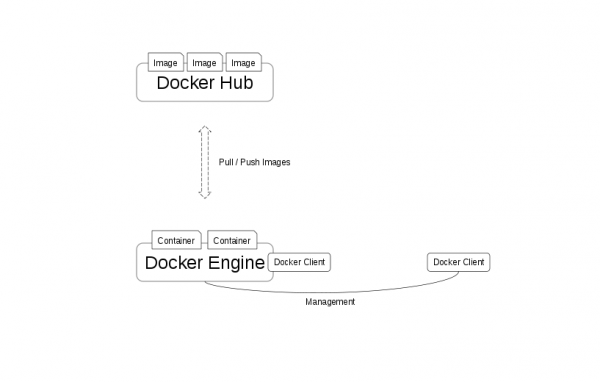 Image Image Image
Docker Hub
Pull / Push Images
Container Container
Docker Engine Docker Client Docker Client
Management